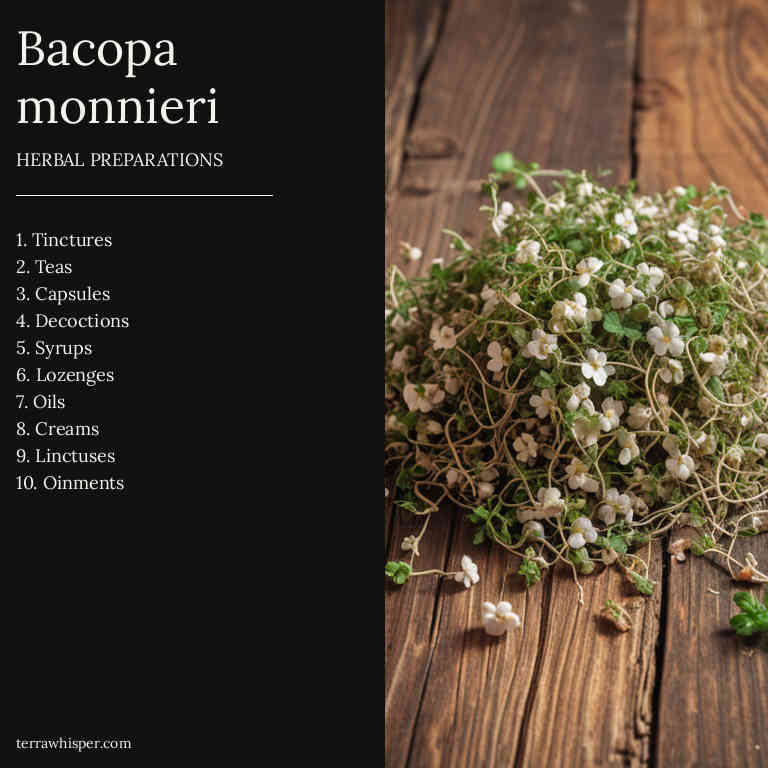 Bacopa
monnieri
HERBAL PREPARATIONS
1. Tinctures
2. Teas
3. Capsules
4. Decoctions
5. Syrups
6. Lozenges
7. Oils
8. Creams
9. Linctuses
10. Oinments
terrawhisper.com